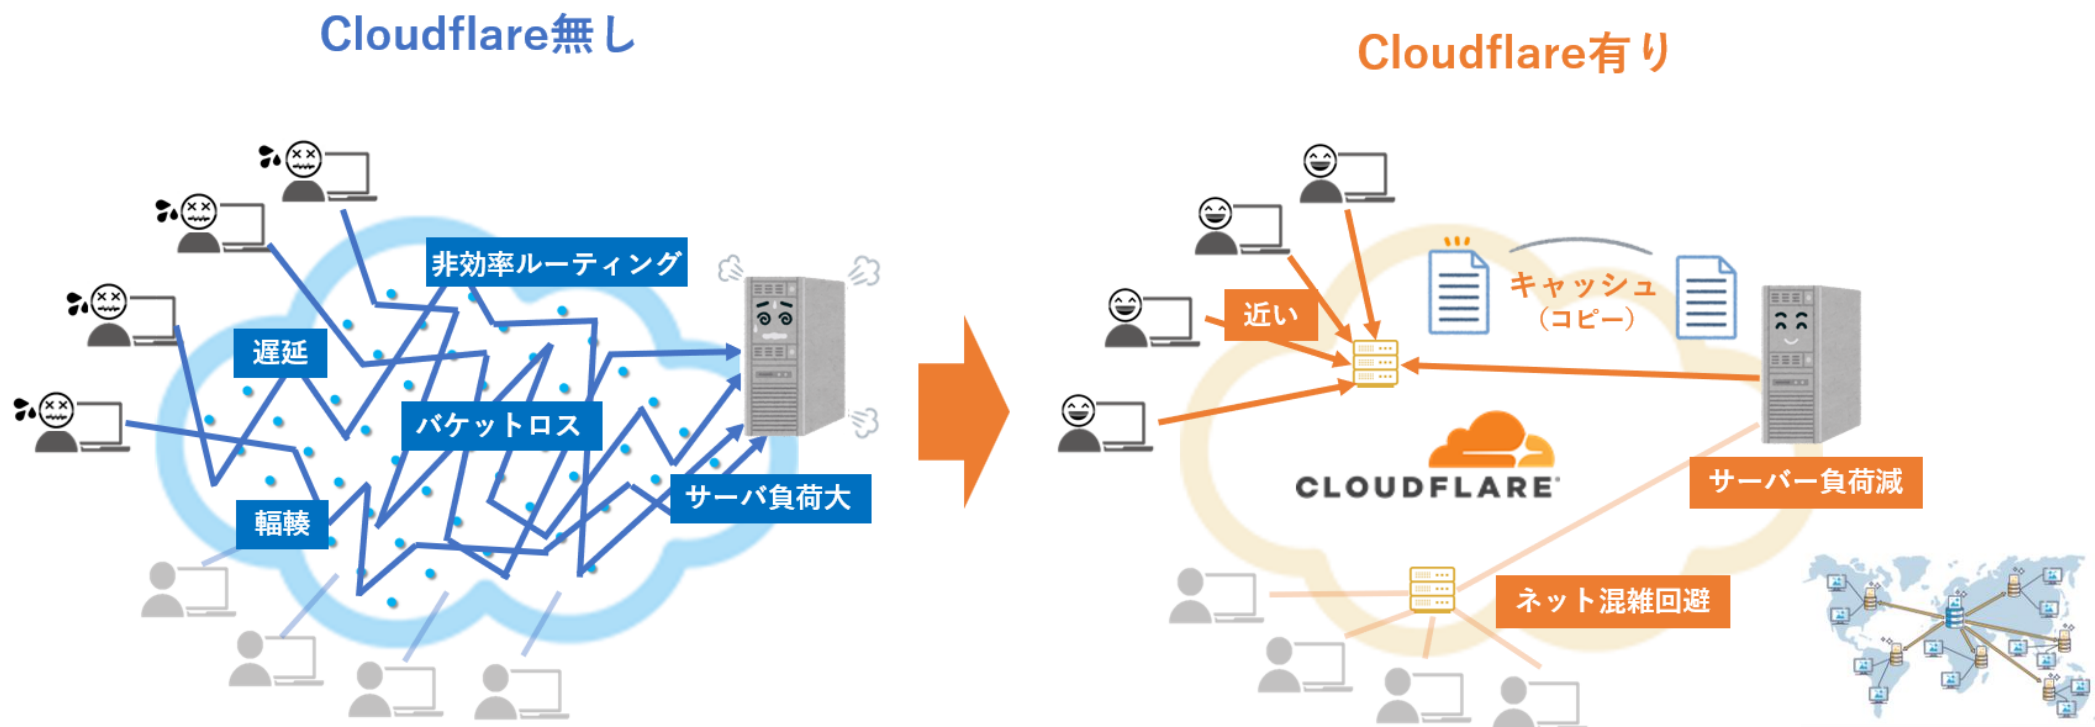 Cloudflare無し
Cloudflare有り
非効率ルーティング
遅延
バケットロス
サーバ負荷大
輻輳
近い
キャッシュ
（コピー）
CLOUDFLARE
サーバー負荷減
ネット混雑回避